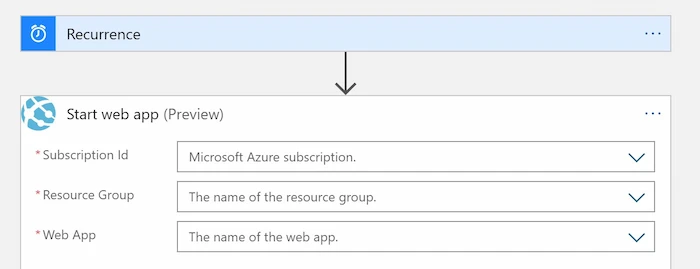 Recurrence
Start web app (Preview)
* Subscription Id Microsoft Azure subscription.
* Resource Group The name of the resource group.
* Web App The name of the web app.